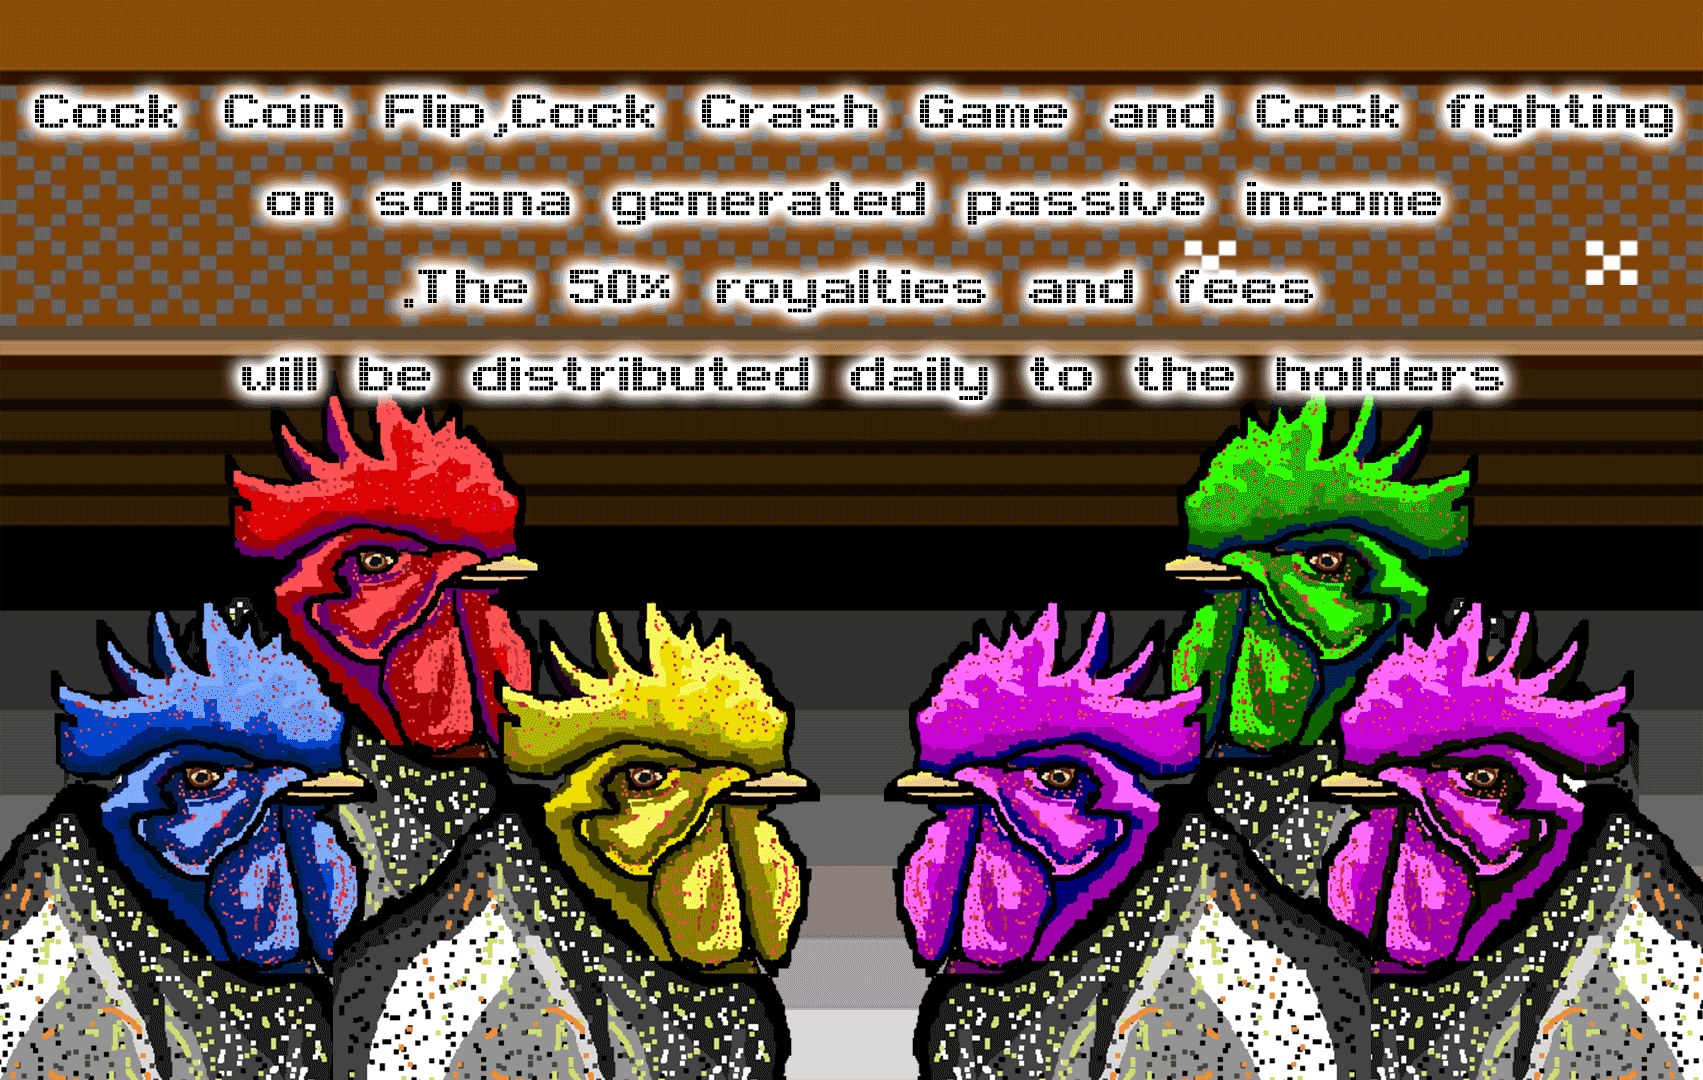 Cock Coin Flip,Cock Crash Game and Cock fighting
on solana generated passive income
.The 50% royalties and fees
will be distributed daily to the holders